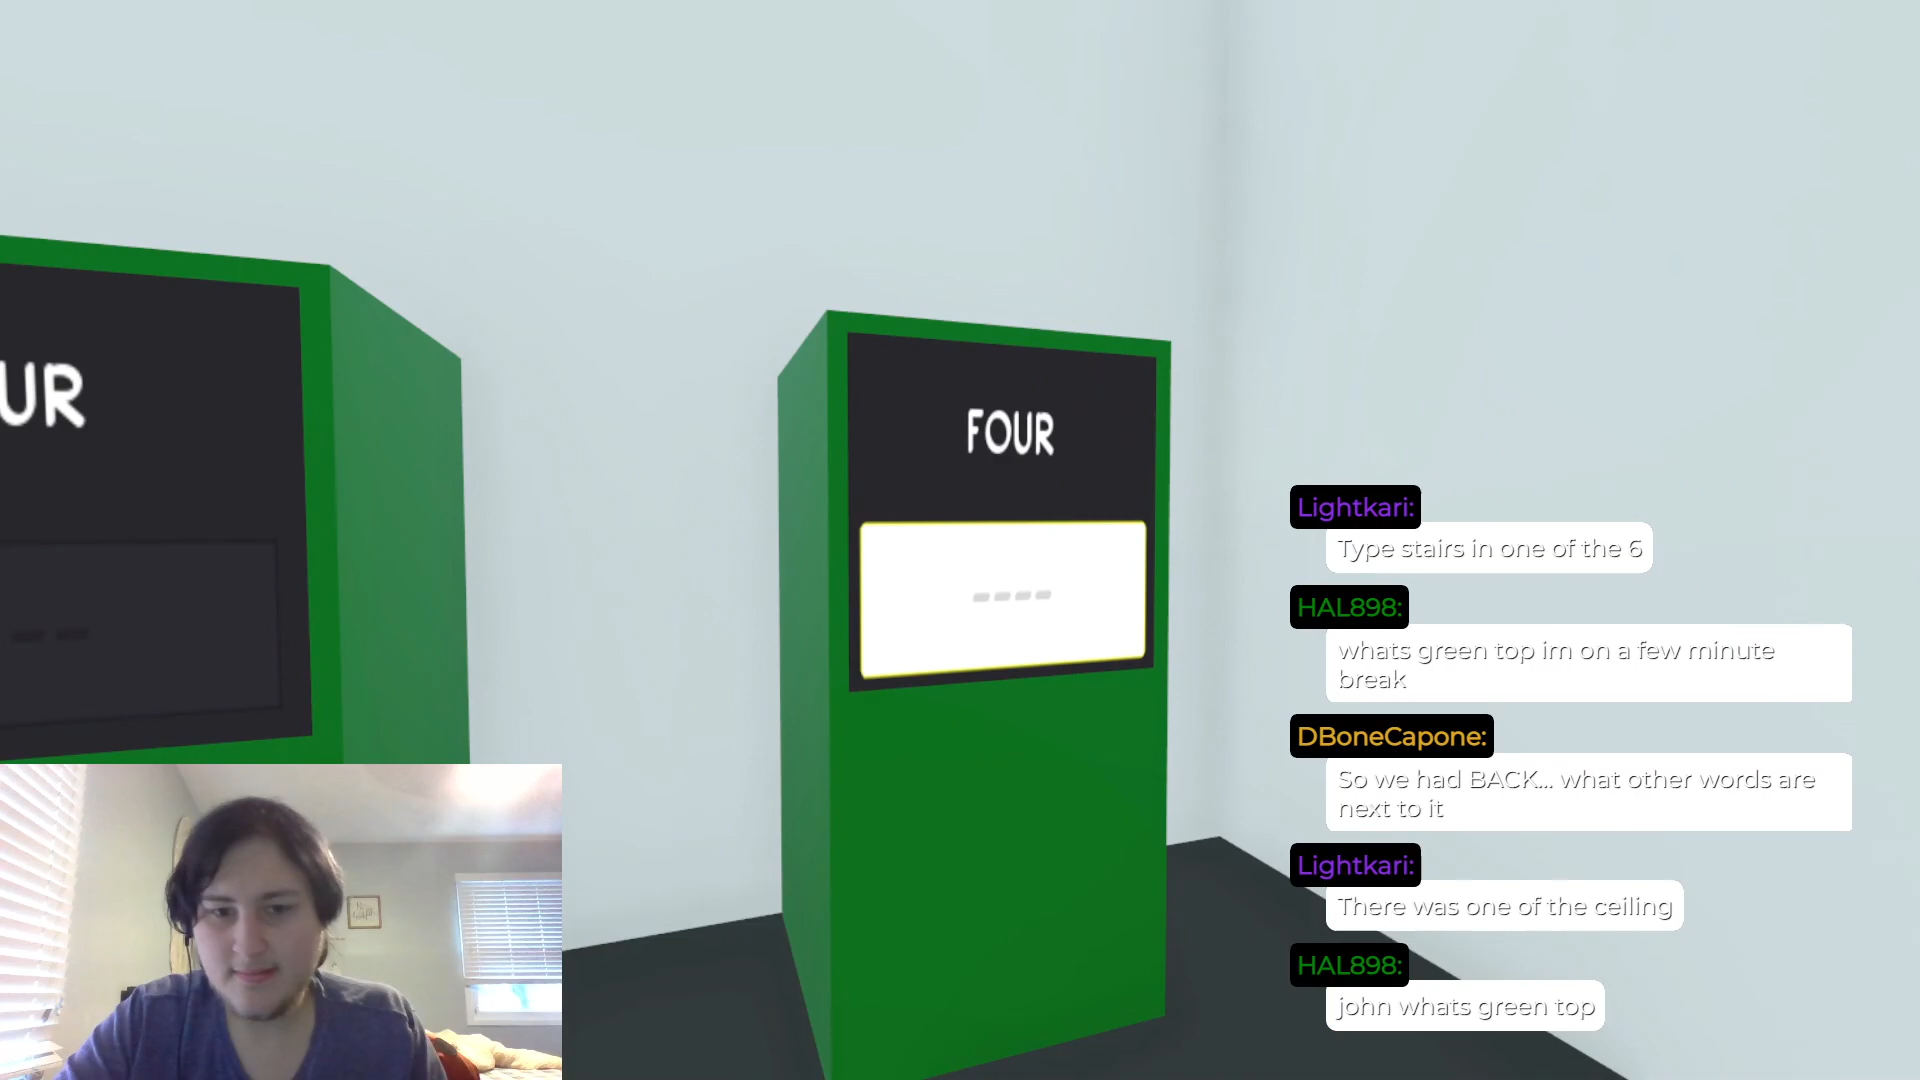 UR
FOUR
Lightkari:
Type stairs in one of the 6
HAL898:
whats green top im on a few minute
break
DBoneCapone:
So we had BACK... what other words are
next to it
Lightkari:
There was one of the ceiling
HAL898:
john whats green top